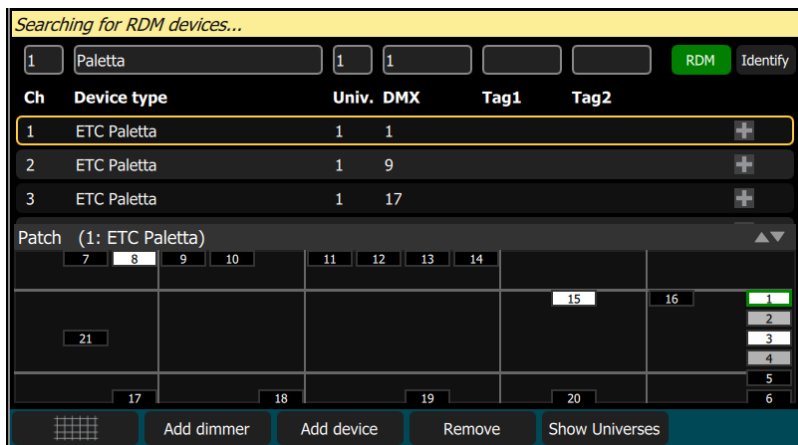 Searching for RDM devices...
1 Paletta 1 1 RDM Identify
Ch Device type Univ. DMX Tag1 Tag2
1 ETC Paletta 1 1
2 ETC Paletta 1 9
3 ETC Paletta 1 17
Patch (1: ETC Paletta)
7 8 9 10 11 12 13 14
15 16 1
2
21 3
4
5
17 18 19 20 6
Add dimmer Add device Remove Show Universes